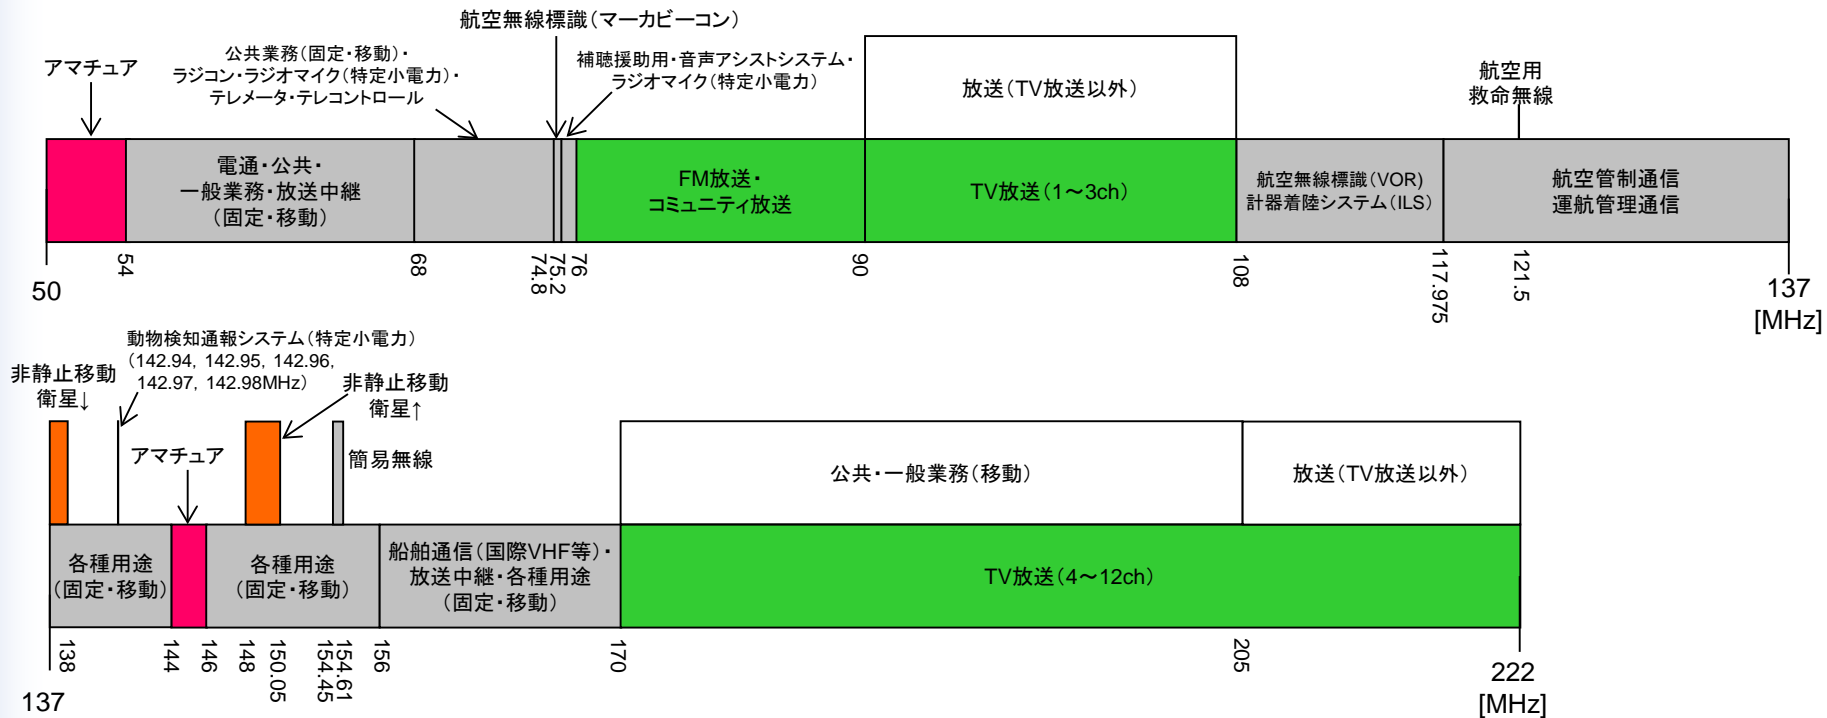 航空無線標識(マーカビーコン)
アマチュア
公共業務(固定・移動)・
ラジコン・ラジオマイク(特定小電力)・
テレメータ・テレコントロール
補聴援助用・音声アシストシステム・
ラジオマイク(特定小電力)
放送(TV放送以外)
航空用
救命無線
電通・公共・
一般業務・放送中継
(固定・移動)
FM放送・
コミュニティ放送
TV放送(1～3ch)
航空無線標識(VOR)
計器着陸システム(ILS)
航空管制通信
運航管理通信
50
54
68
74.8
75.2
76
90
108
117.975
121.5
137
[MHz]
動物検知通報システム(特定小電力)
(142.94, 142.95, 142.96,
142.97, 142.98MHz)
非静止移動
衛星↓
非静止移動
衛星↑
アマチュア
簡易無線
公共・一般業務(移動)
放送(TV放送以外)
各種用途
(固定・移動)
各種用途
(固定・移動)
船舶通信(国際VHF等)・
放送中継・各種用途
(固定・移動)
TV放送(4～12ch)
137
138
144
146
148
150.05
154.45
154.61
156
170
205
222
[MHz]